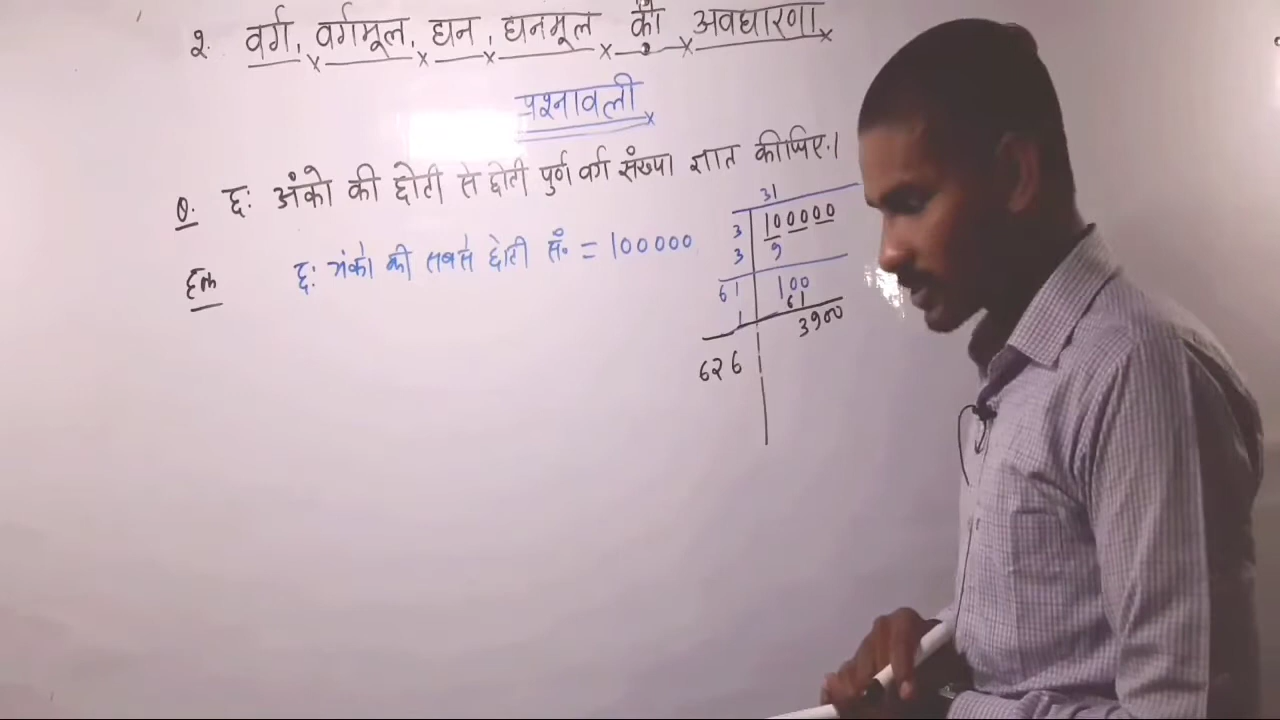 २. वर्ग, वर्गमूल, घन, घनमूल की अवधारणा
प्रश्नावली
Q. छः अंको की छोटी से छोटी पुर्ण वर्ग संख्या ज्ञात कीजिए।
हल छः अंको की सबसे छोटी सं० = 100000
31
3 100000
3 9
61 100
1 61
3900
626